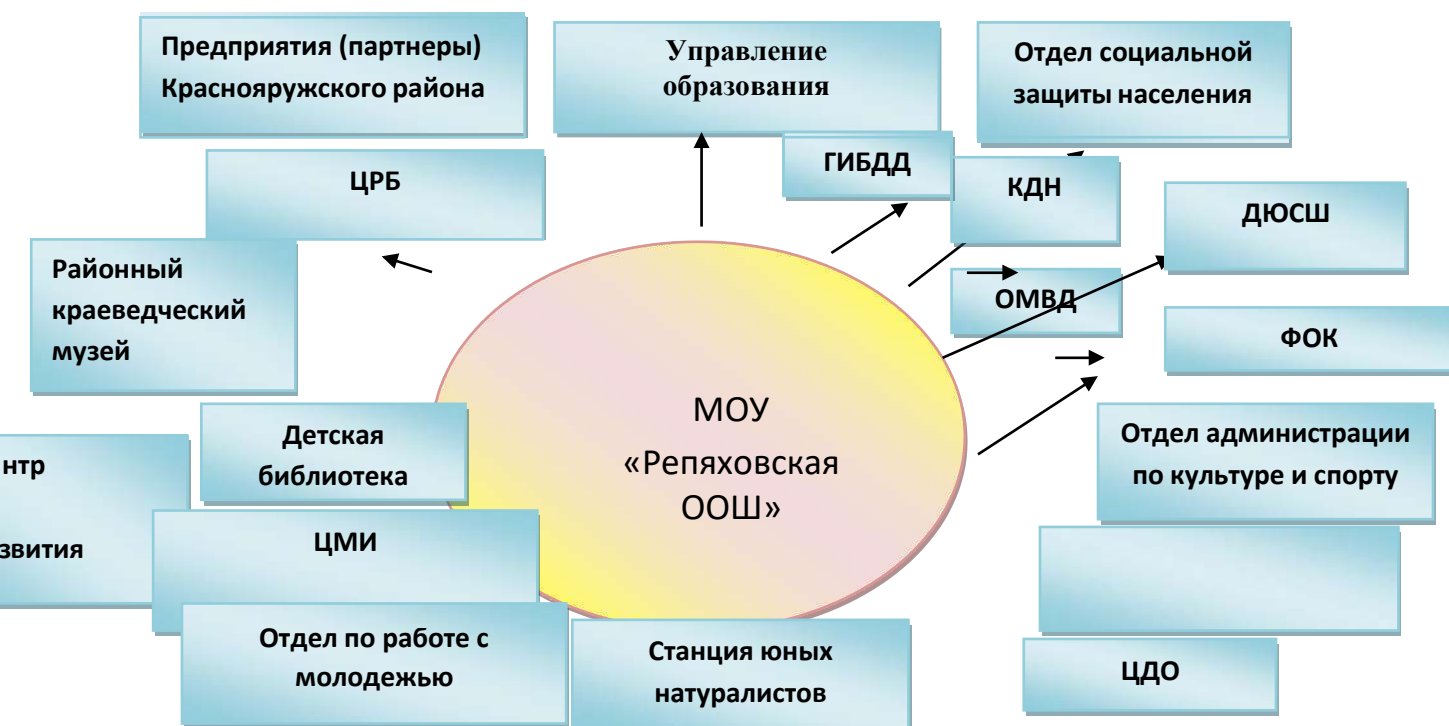 Предприятия (партнеры)
Краснояружского района
Управление
образования
Отдел социальной
защиты населения
ГИБДД
КДН
ЦРБ
ДЮСШ
Районный
краеведческий
музей
ОМВД
ФОК
МОУ
«Репяховская
ООШ»
Детская
библиотека
Отдел администрации
по культуре и спорту
нтр
звития
ЦМИ
Отдел по работе с
молодежью
Станция юных
натуралистов
ЦДО